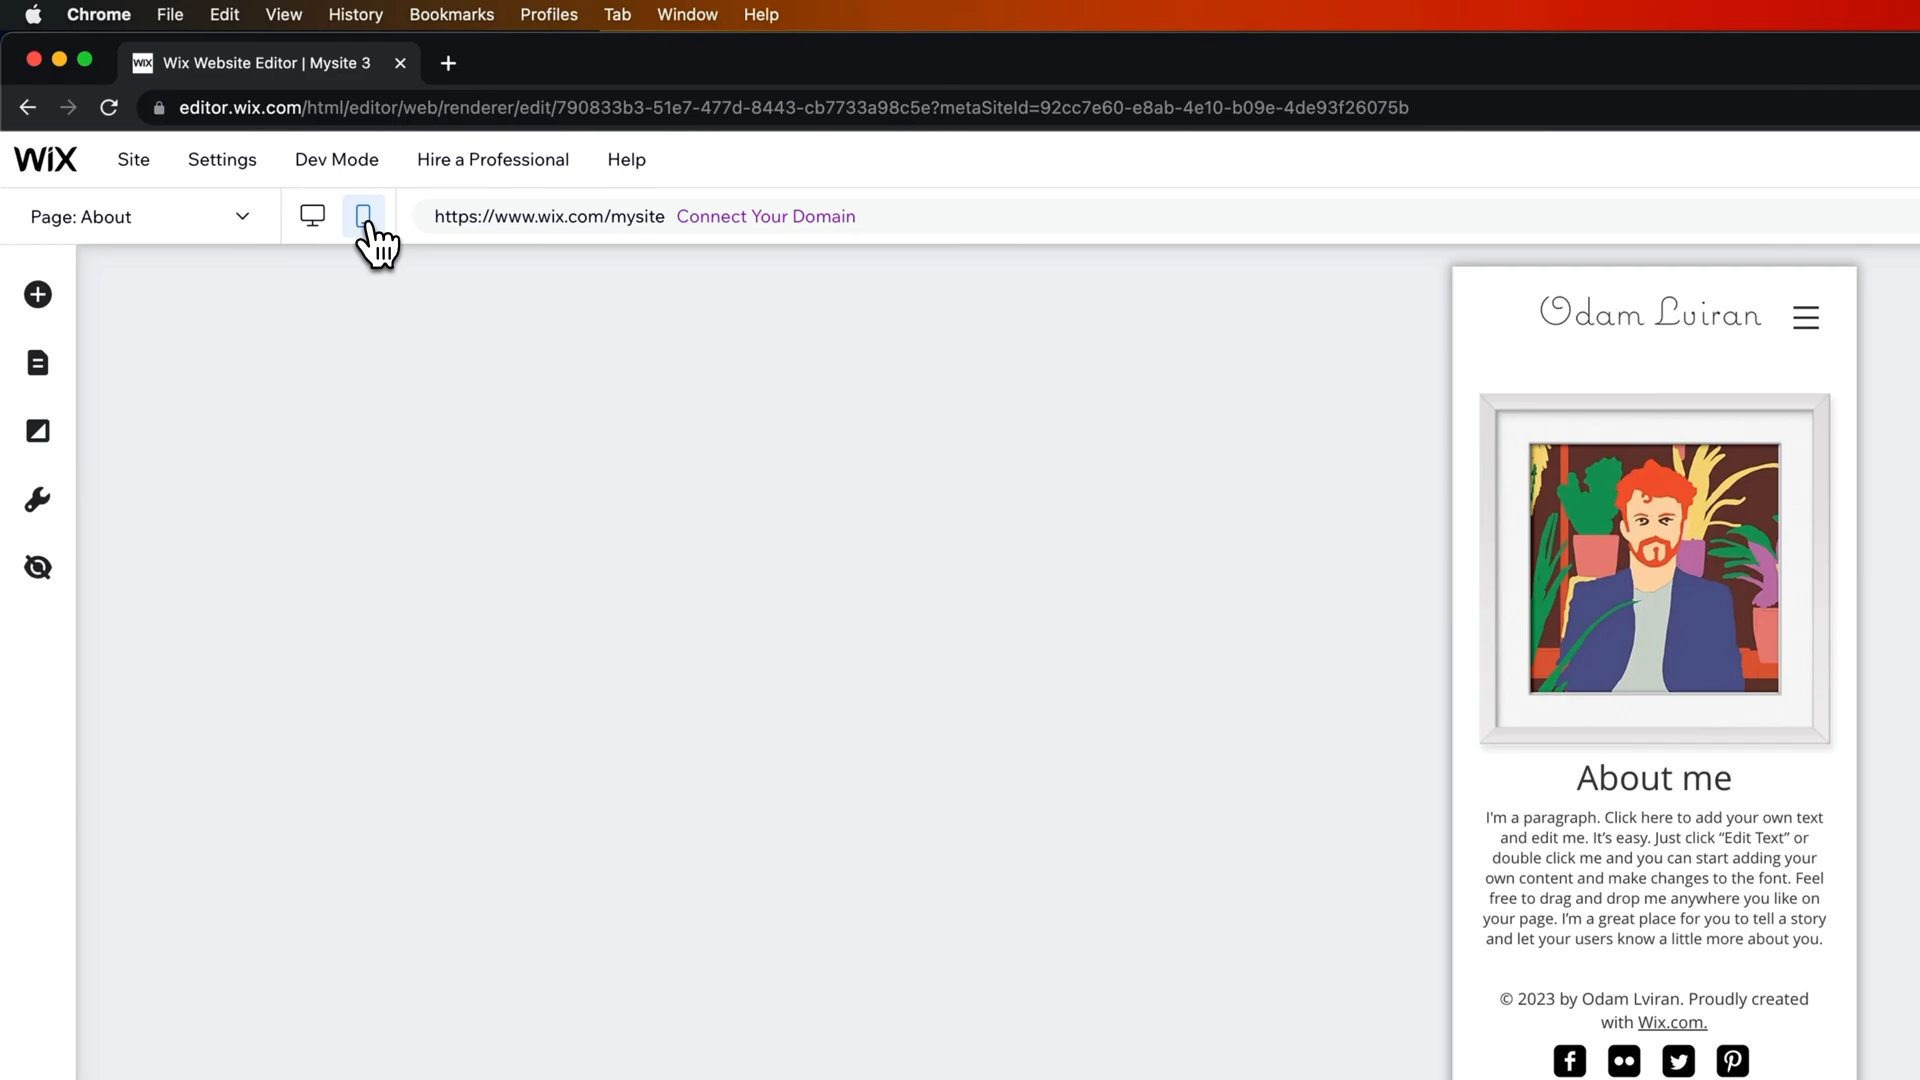 Chrome File Edit View History Bookmarks Profiles Tab Window Help
WiX Wix Website Editor | Mysite 3
editor.wix.com/html/editor/web/renderer/edit/790833b3-51e7-477d-8443-cb7733a98c5e?metaSiteId=92cc7e60-e8ab-4e10-b09e-4de93f26075b
WiX Site Settings Dev Mode Hire a Professional Help
Page: About https://www.wix.com/mysite Connect Your Domain
Odam Lviran
About me
I'm a paragraph. Click here to add your own text
and edit me. It’s easy. Just click “Edit Text” or
double click me and you can start adding your
own content and make changes to the font. Feel
free to drag and drop me anywhere you like on
your page. I’m a great place for you to tell a story
and let your users know a little more about you.
© 2023 by Odam Lviran. Proudly created
with Wix.com.